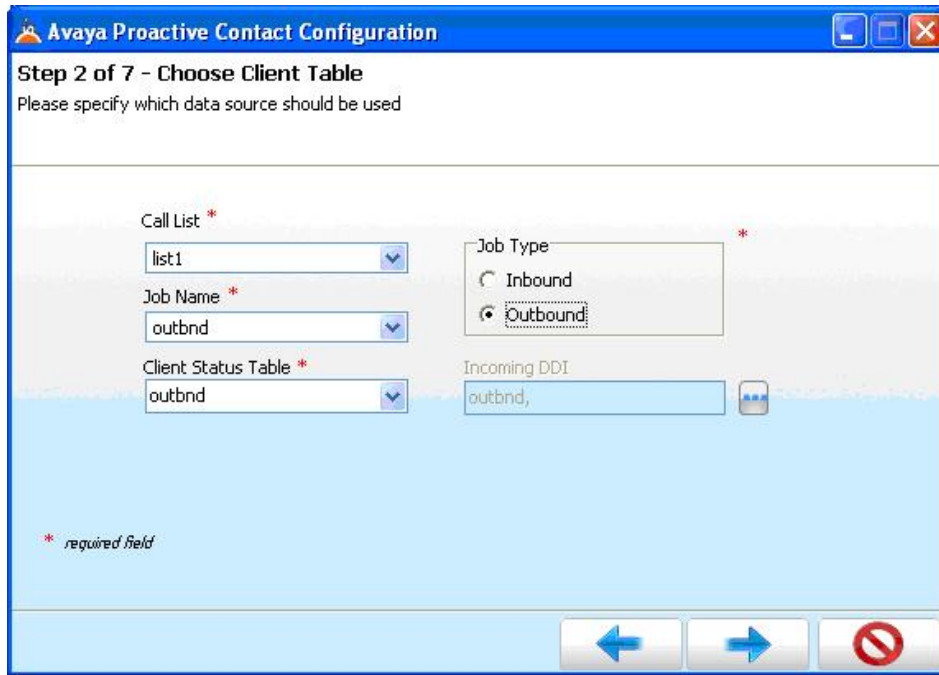 Avaya Proactive Contact Configuration
Step 2 of 7 - Choose Client Table
Please specify which data source should be used
Call List *
list1
Job Name *
outbnd
Client Status Table *
outbnd
Job Type
*
Inbound
Outbound
Incoming DDI
outbnd,
* required field